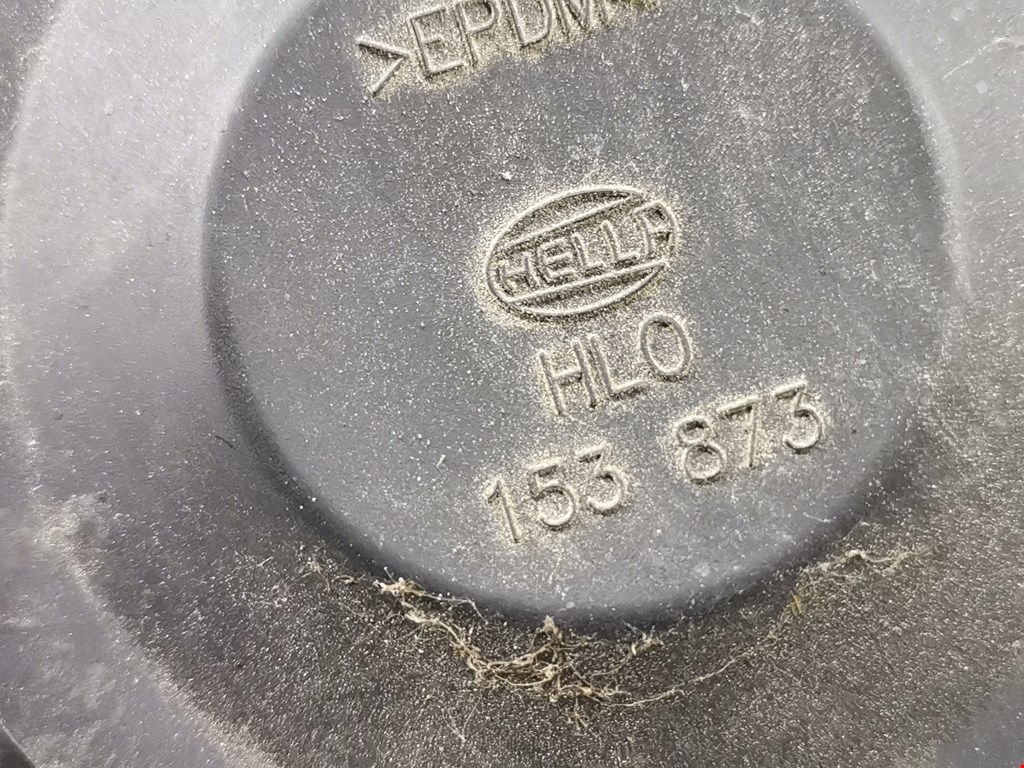 >EPDM<
HELLA
HLO
153 873